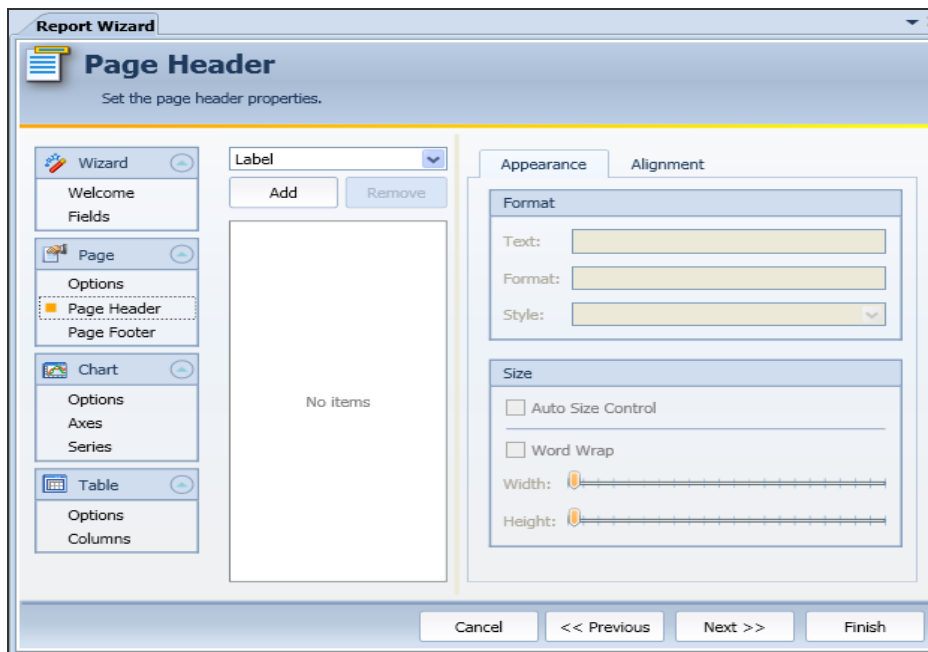 Report Wizard
Page Header
Set the page header properties.
Wizard
Welcome
Fields
Page
Options
Page Header
Page Footer
Chart
Options
Axes
Series
Table
Options
Columns
Label
Add Remove
No items
Appearance Alignment
Format
Text:
Format:
Style:
Size
Auto Size Control
Word Wrap
Width:
Height:
Cancel << Previous Next >> Finish